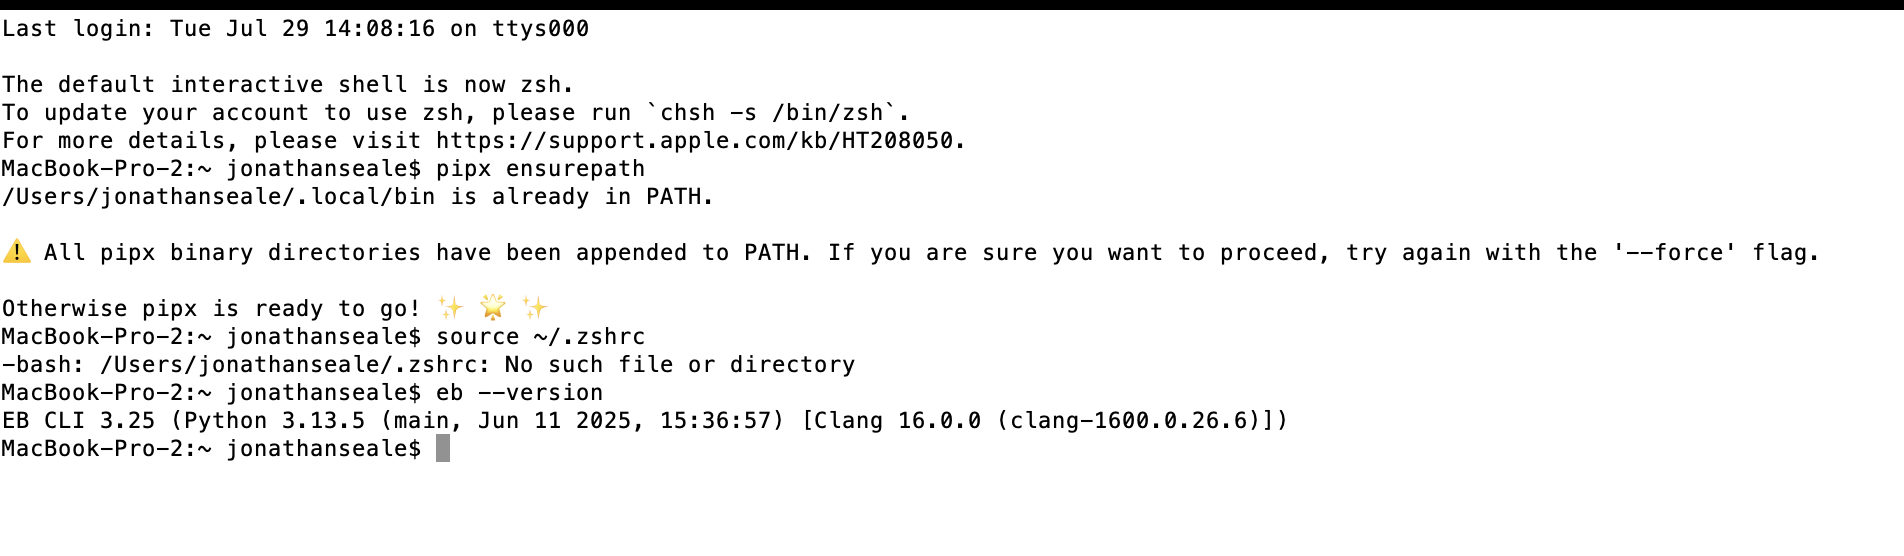 Last login: Tue Jul 29 14:08:16 on ttys000
The default interactive shell is now zsh.
To update your account to use zsh, please run `chsh -s /bin/zsh`.
For more details, please visit https://support.apple.com/kb/HT208050.
MacBook-Pro-2:~ jonathanseale$ pipx ensurepath
/Users/jonathanseale/.local/bin is already in PATH.
⚠️ All pipx binary directories have been appended to PATH. If you are sure you want to proceed, try again with the '--force' flag.
Otherwise pipx is ready to go! ✨ 🌟 ✨
MacBook-Pro-2:~ jonathanseale$ source ~/.zshrc
-bash: /Users/jonathanseale/.zshrc: No such file or directory
MacBook-Pro-2:~ jonathanseale$ eb --version
EB CLI 3.25 (Python 3.13.5 (main, Jun 11 2025, 15:36:57) [Clang 16.0.0 (clang-1600.0.26.6)])
MacBook-Pro-2:~ jonathanseale$